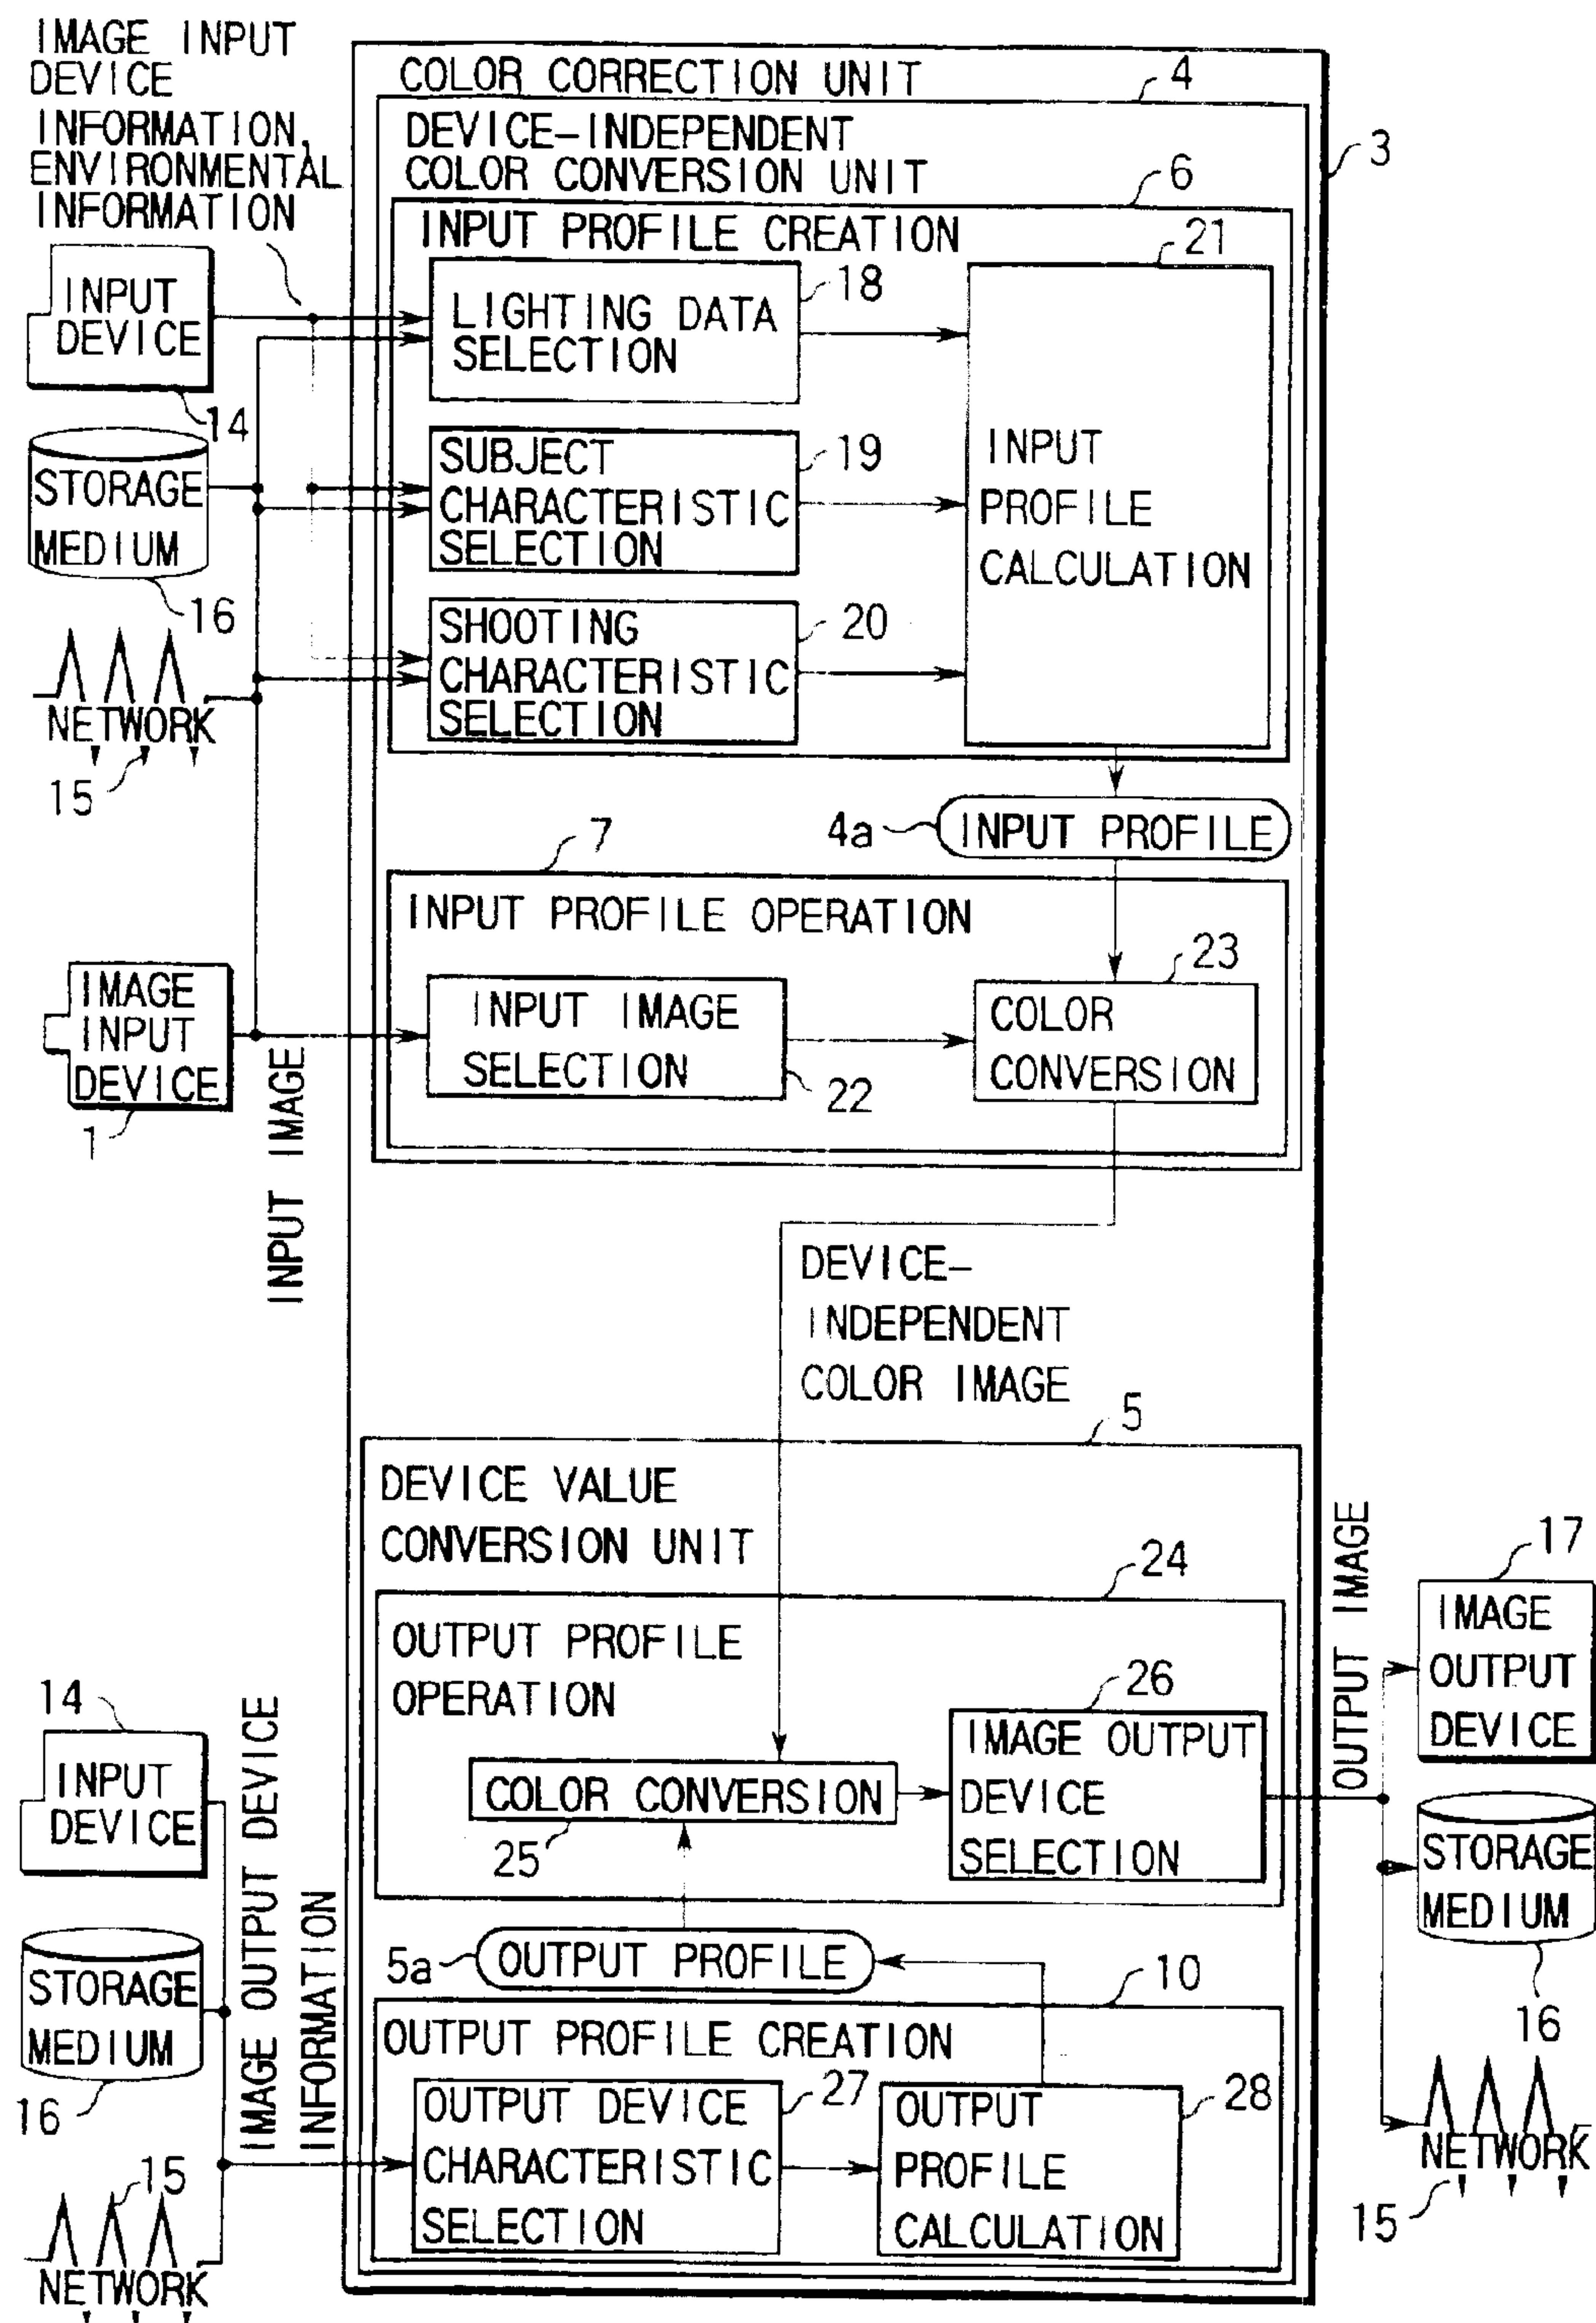 IMAGE INPUT
DEVICE
INFORMATION,
ENVIRONMENTAL
INFORMATION
COLOR CORRECTION UNIT
4
3
DEVICE-INDEPENDENT
COLOR CONVERSION UNIT
6
INPUT PROFILE CREATION
21
INPUT
DEVICE
14
LIGHTING DATA
SELECTION
18
STORAGE
MEDIUM
16
SUBJECT
CHARACTERISTIC
SELECTION
19
INPUT
PROFILE
CALCULATION
NETWORK
15
SHOOTING
CHARACTERISTIC
SELECTION
20
4a
INPUT PROFILE
7
INPUT PROFILE OPERATION
23
IMAGE
INPUT
DEVICE
1
INPUT IMAGE
INPUT IMAGE
SELECTION
22
COLOR
CONVERSION
DEVICE-
INDEPENDENT
COLOR IMAGE
5
DEVICE VALUE
CONVERSION UNIT
24
OUTPUT PROFILE
OPERATION
26
COLOR CONVERSION
25
IMAGE OUTPUT
DEVICE
SELECTION
OUTPUT IMAGE
17
IMAGE
OUTPUT
DEVICE
STORAGE
MEDIUM
16
NETWORK
15
14
INPUT
DEVICE
STORAGE
MEDIUM
16
15
NETWORK
IMAGE OUTPUT DEVICE
INFORMATION
5a
OUTPUT PROFILE
10
OUTPUT PROFILE CREATION
OUTPUT DEVICE
CHARACTERISTIC
SELECTION
27
OUTPUT
PROFILE
CALCULATION
28